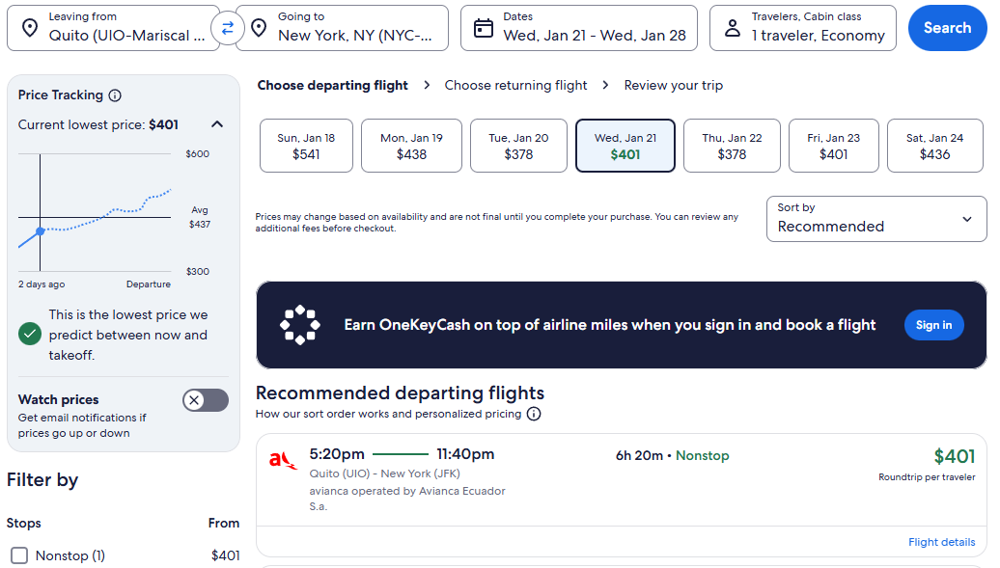 Leaving from
Quito (UIO-Mariscal ...
Going to
New York, NY (NYC-...
Dates
Wed, Jan 21 - Wed, Jan 28
Travelers, Cabin class
1 traveler, Economy
Search
Price Tracking
Current lowest price: $401
$600
Avg
$437
$300
2 days ago
Departure
This is the lowest price we
predict between now and
takeoff.
Watch prices
Get email notifications if
prices go up or down
Filter by
Stops
From
Nonstop (1)
$401
Choose departing flight
Choose returning flight
Review your trip
Sun, Jan 18
$541
Mon, Jan 19
$438
Tue, Jan 20
$378
Wed, Jan 21
$401
Thu, Jan 22
$378
Fri, Jan 23
$401
Sat, Jan 24
$436
Prices may change based on availability and are not final until you complete your purchase. You can review any
additional fees before checkout.
Sort by
Recommended
Earn OneKeyCash on top of airline miles when you sign in and book a flight
Sign in
Recommended departing flights
How our sort order works and personalized pricing
a
5:20pm
11:40pm
Quito (UIO) - New York (JFK)
avianca operated by Avianca Ecuador
S.a.
6h 20m • Nonstop
$401
Roundtrip per traveler
Flight details